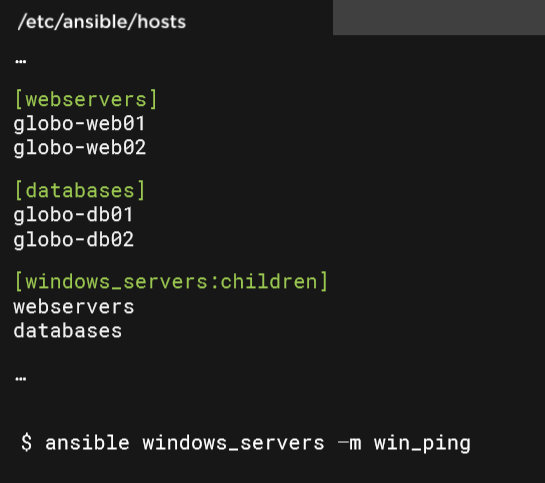 /etc/ansible/hosts
…
[webservers]
globo-web01
globo-web02
[databases]
globo-db01
globo-db02
[windows_servers:children]
webservers
databases
…
$ ansible windows_servers –m win_ping